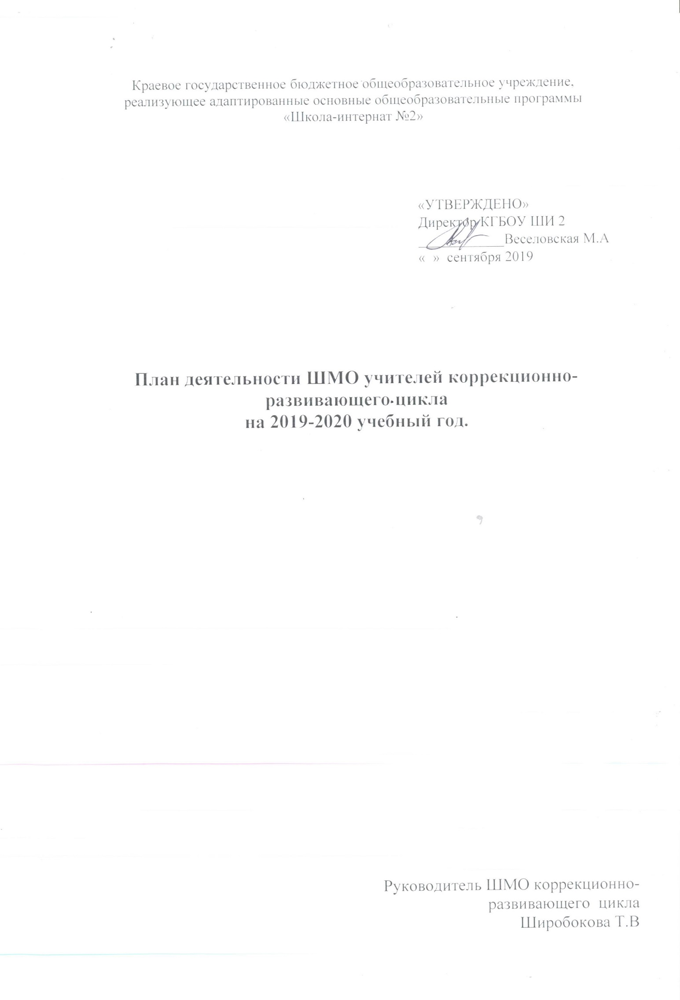 Краевое государственное бюджетное общеобразовательное учреждение,
реализующее адаптированные основные общеобразовательные программы
«Школа-интернат №2»
«УТВЕРЖДЕНО»
Директор КГБОУ ШИ 2
____________Веселовская М.А
« » сентября 2019
План деятельности ШМО учителей коррекционно-
развивающего цикла
на 2019-2020 учебный год.
Руководитель ШМО коррекционно-
развивающего цикла
Широбокова Т.В